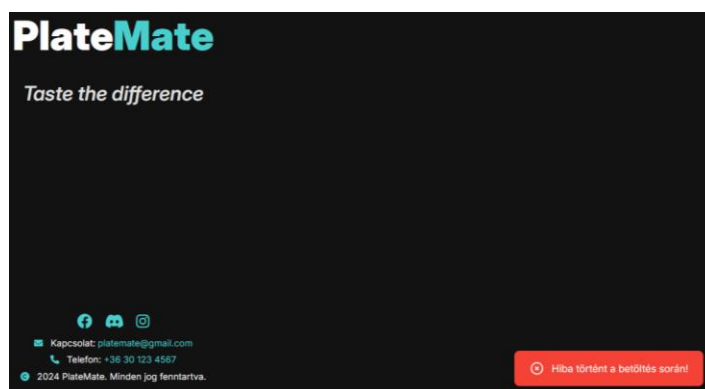 PlateMate
Taste the difference
Kapcsolat: platemate@gmail.com
Telefon: +36 30 123 4567
2024 PlateMate. Minden jog fenntartva.
Hiba történt a betöltés során!